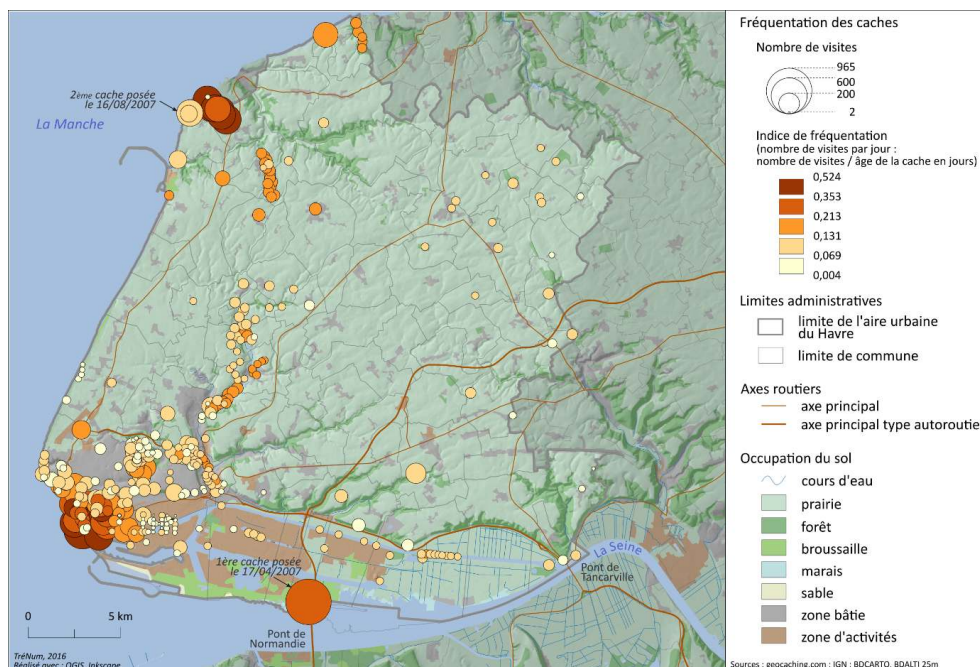 2ème cache posée
le 16/08/2007
La Manche
1ère cache posée
le 17/04/2007
La Seine
Pont de
Tancarville
Pont de
Normandie
0 5 km
TréNum, 2016
Réalisé avec : QGIS, Inkscape
Fréquentation des caches
Nombre de visites
965
600
200
2
Indice de fréquentation
(nombre de visites par jour :
nombre de visites / âge de la cache en jours)
0,524
0,353
0,213
0,131
0,069
0,004
Limites administratives
limite de l'aire urbaine
du Havre
limite de commune
Axes routiers
axe principal
axe principal type autoroutier
Occupation du sol
cours d'eau
prairie
forêt
broussaille
marais
sable
zone bâtie
zone d'activités
Sources : geocaching.com ; IGN : BDCARTO, BDALTI 25m